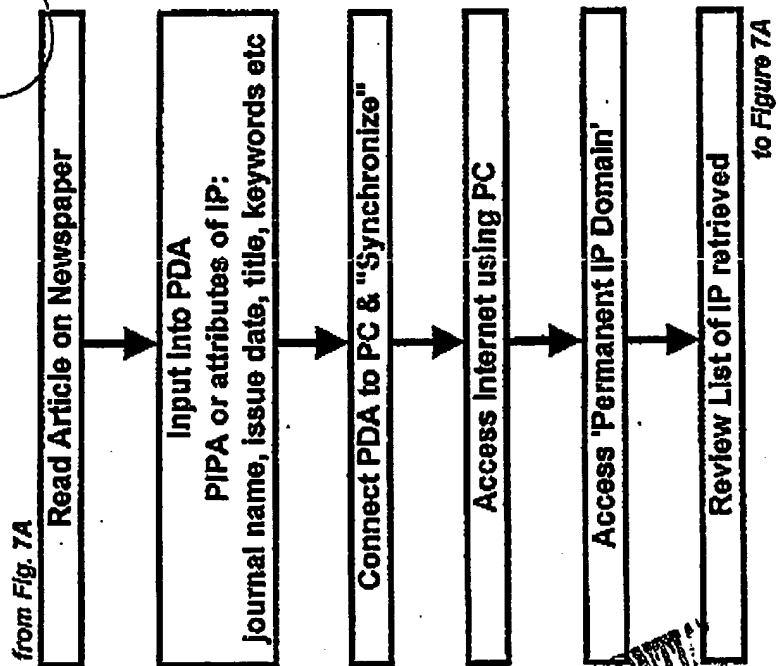 from Fig. 7A
Read Article on Newspaper
Input into PDA
PIPA or attributes of IP:
journal name, issue date, title, keywords etc
Connect PDA to PC & "Synchronize"
Access Internet using PC
Access 'Permanent IP Domain'
Review List of IP retrieved
to Figure 7A